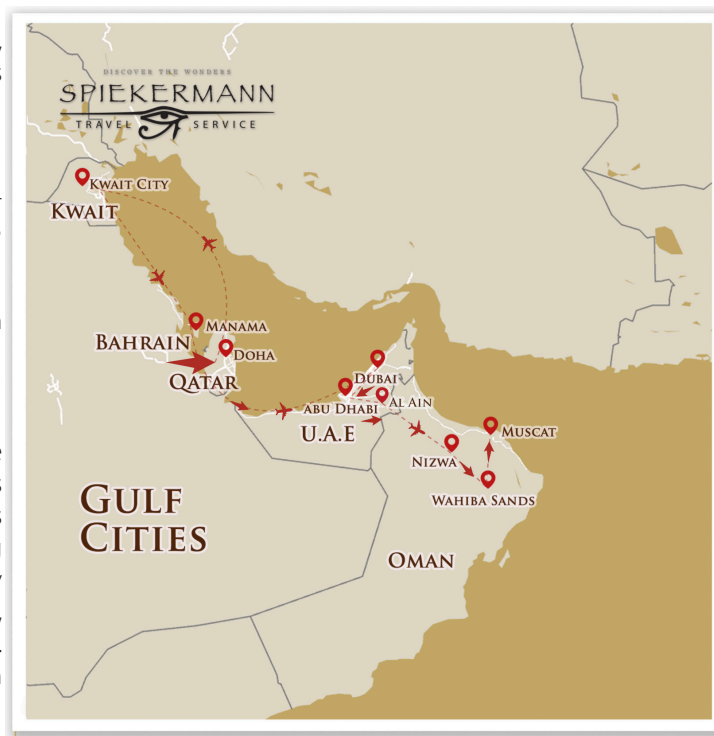 DISCOVER THE WONDERS
SPIEKERMANN
TRAVEL SERVICE
KWAIT CITY
KWAIT
MANAMA
BAHRAIN
DOHA
QATAR
DUBAI
ABU DHABI
AL AIN
U.A.E
MUSCAT
NIZWA
WAHIBA SANDS
GULF
CITIES
OMAN